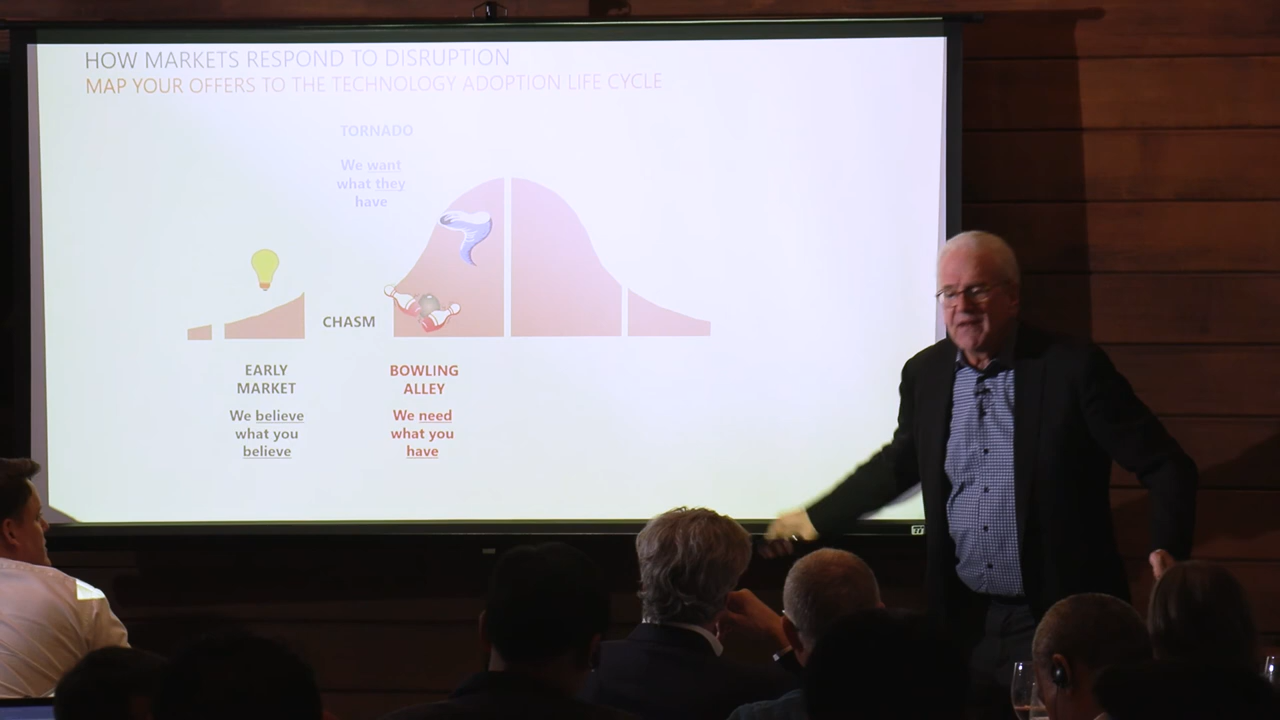 HOW MARKETS RESPOND TO DISRUPTION
MAP YOUR OFFERS TO THE TECHNOLOGY ADOPTION LIFE CYCLE
TORNADO
We want
what they
have
CHASM
EARLY
MARKET
We believe
what you
believe
BOWLING
ALLEY
We need
what you
have